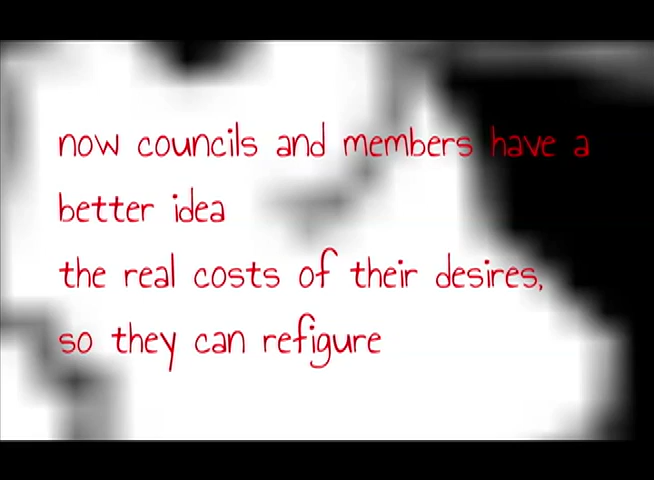 now councils and members have a
better idea
the real costs of their desires,
so they can refigure